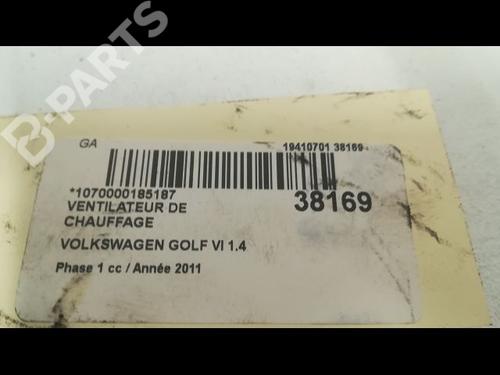 B-PARTS
GA
19410701 38169
*1070000185187
38169
VENTILATEUR DE
CHAUFFAGE
VOLKSWAGEN GOLF VI 1.4
Phase 1 cc / Année 2011